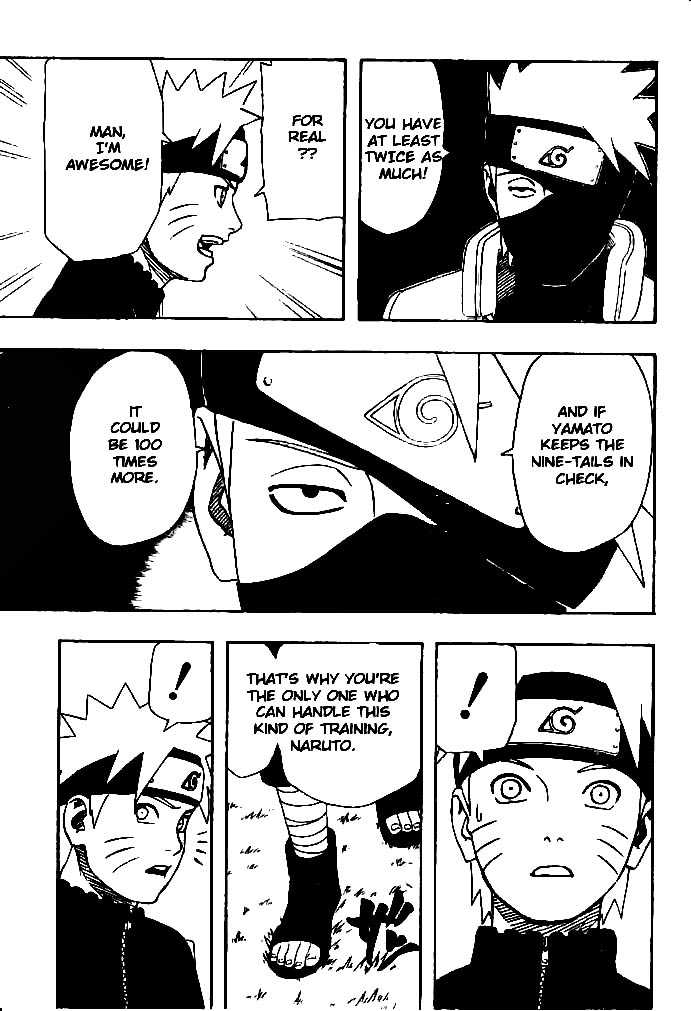 YOU HAVE
AT LEAST
TWICE AS
MUCH!
FOR
REAL
??
MAN,
I'M
AWESOME!
AND IF
YAMATO
KEEPS THE
NINE-TAILS IN
CHECK,
IT
COULD
BE 100
TIMES
MORE.
!
THAT'S WHY YOU'RE
THE ONLY ONE WHO
CAN HANDLE THIS
KIND OF TRAINING,
NARUTO.
ザッ
!